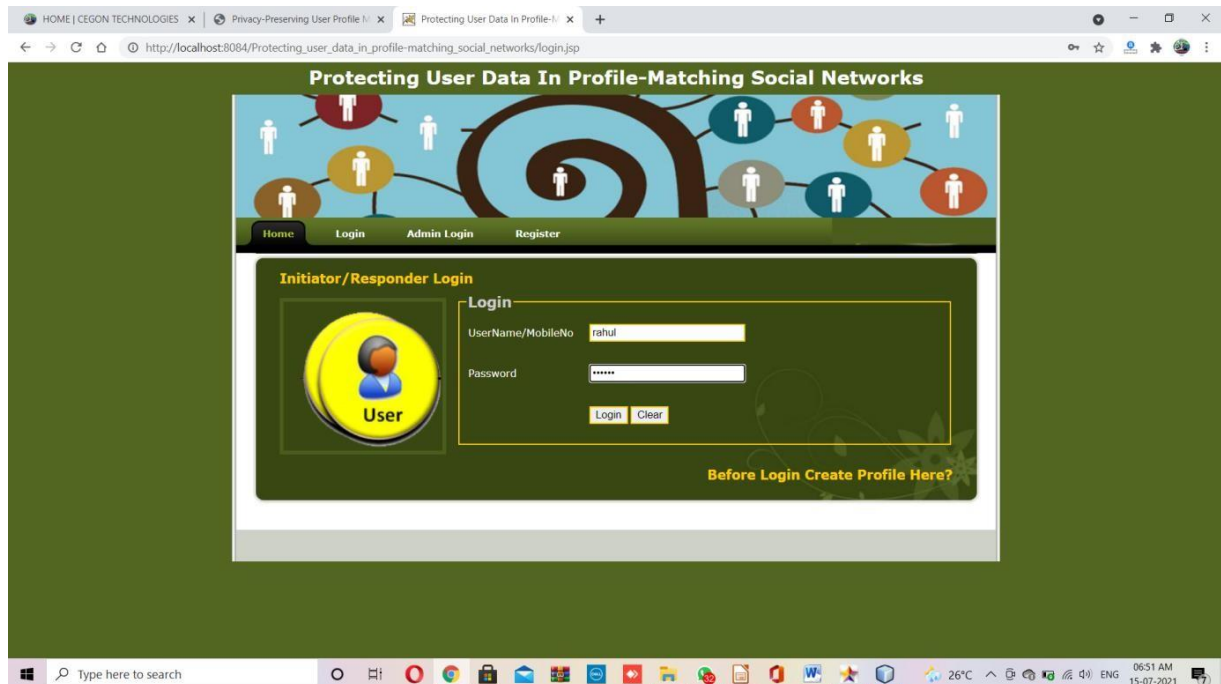 HOME | CEGON TECHNOLOGIES
Privacy-Preserving User Profile M
Protecting User Data In Profile-M
http://localhost:8084/Protecting_user_data_in_profile-matching_social_networks/login.jsp
Protecting User Data In Profile-Matching Social Networks
Home Login Admin Login Register
Initiator/Responder Login
Login
UserName/MobileNo rahul
Password ••••••
User
Login Clear
Before Login Create Profile Here?
Type here to search
26°C ENG
06:51 AM
15-07-2021